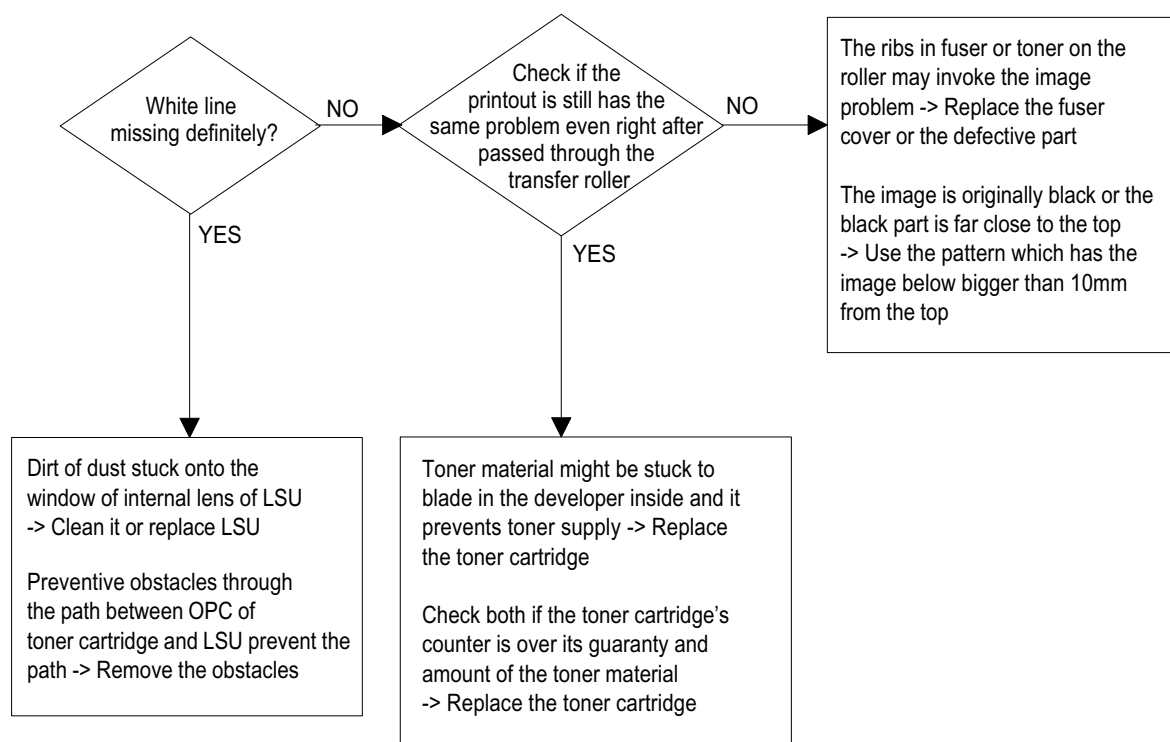 White line
missing definitely?
NO
YES
Check if the
printout is still has the
same problem even right after
passed through the
transfer roller
NO
YES
The ribs in fuser or toner on the
roller may invoke the image
problem -> Replace the fuser
cover or the defective part
The image is originally black or the
black part is far close to the top
-> Use the pattern which has the
image below bigger than 10mm
from the top
Dirt of dust stuck onto the
window of internal lens of LSU
-> Clean it or replace LSU
Preventive obstacles through
the path between OPC of
toner cartridge and LSU prevent the
path -> Remove the obstacles
Toner material might be stuck to
blade in the developer inside and it
prevents toner supply -> Replace
the toner cartridge
Check both if the toner cartridge’s
counter is over its guaranty and
amount of the toner material
-> Replace the toner cartridge